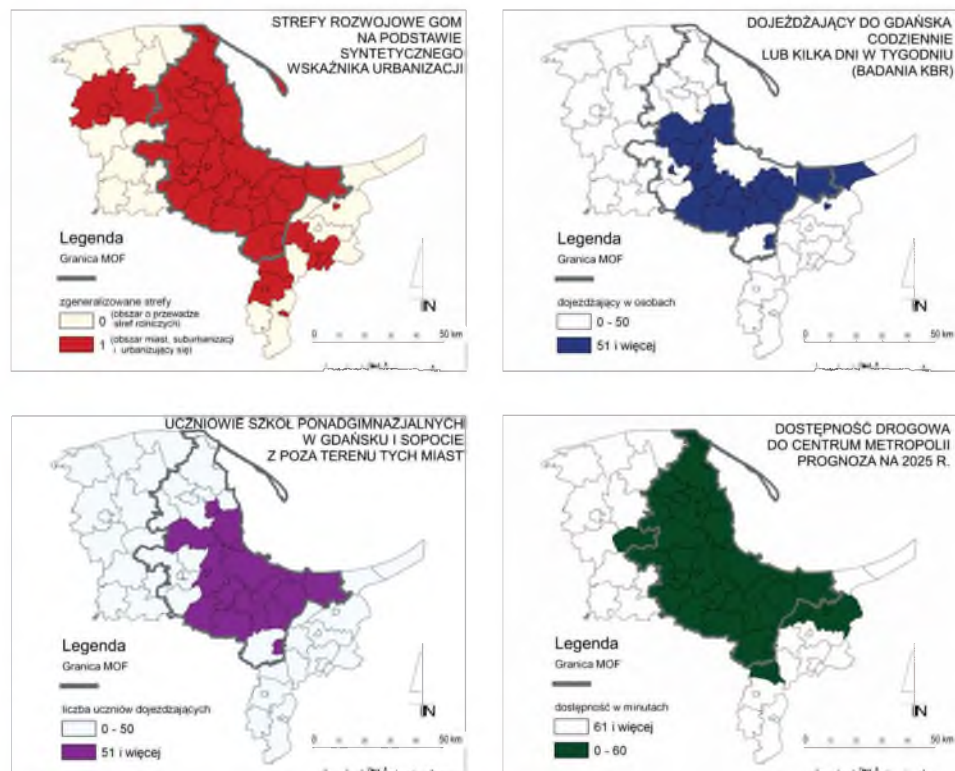 STREFY ROZWOJOWE GOM
NA PODSTAWIE
SYNTETYCZNEGO
WSKAŹNIKA URBANIZACJI
Legenda
Granica MOF
zgeneralizowane strefy
0 (obszar o przewadze
stref rolniczych)
1 (obszar miast, suburbanizacji
i urbanizujący się)
N
0 50 km
DOJEŻDŻAJĄCY DO GDAŃSKA
CODZIENNIE
LUB KILKA DNI W TYGODNIU
(BADANIA KBR)
Legenda
Granica MOF
dojeżdżający w osobach
0 - 50
51 i więcej
N
0 50 km
UCZNIOWIE SZKÓŁ PONADGIMNAZJALNYCH
W GDAŃSKU I SOPOCIE
Z POZA TERENU TYCH MIAST
Legenda
Granica MOF
liczba uczniów dojeżdżających
0 - 50
51 i więcej
N
0 50 km
DOSTĘPNOŚĆ DROGOWA
DO CENTRUM METROPOLII
PROGNOZA NA 2025 R.
Legenda
Granica MOF
dostępność w minutach
61 i więcej
0 - 60
N
0 50 km